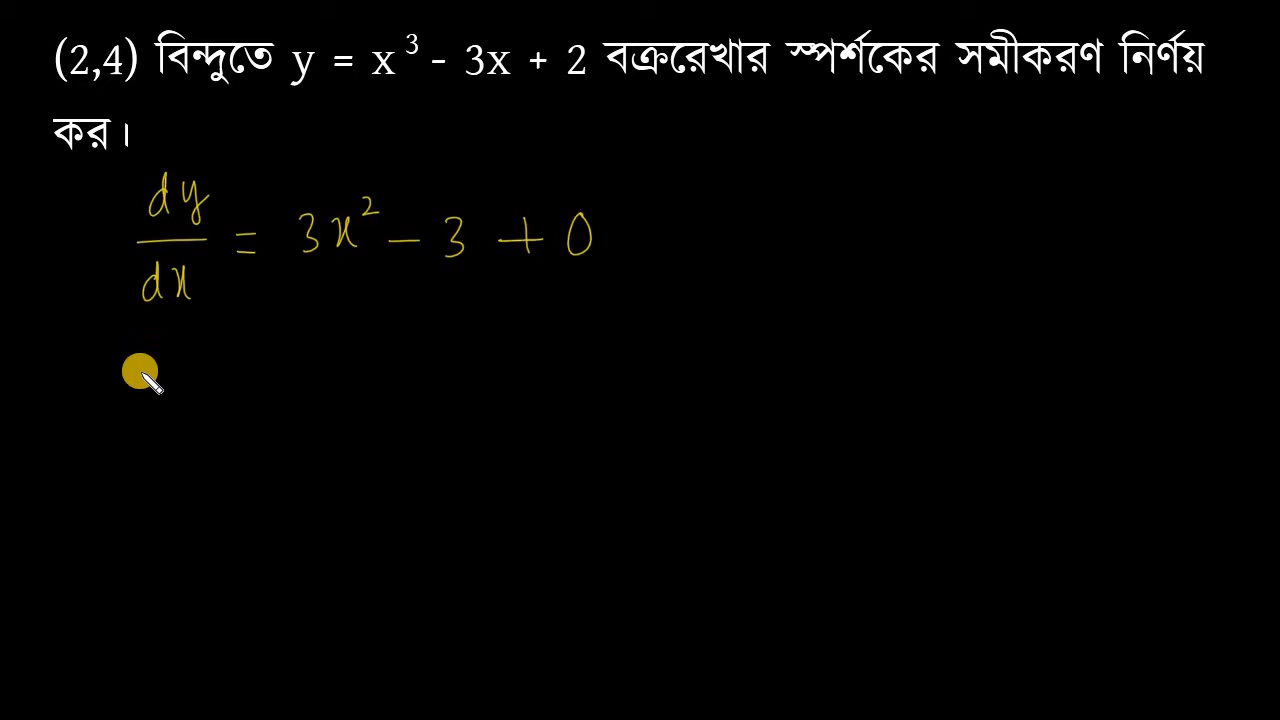 (2,4) বিন্দুতে y = x³ - 3x + 2 বক্ররেখার স্পর্শকের সমীকরণ নির্ণয়
কর।
dy/dx = 3x² - 3 + 0